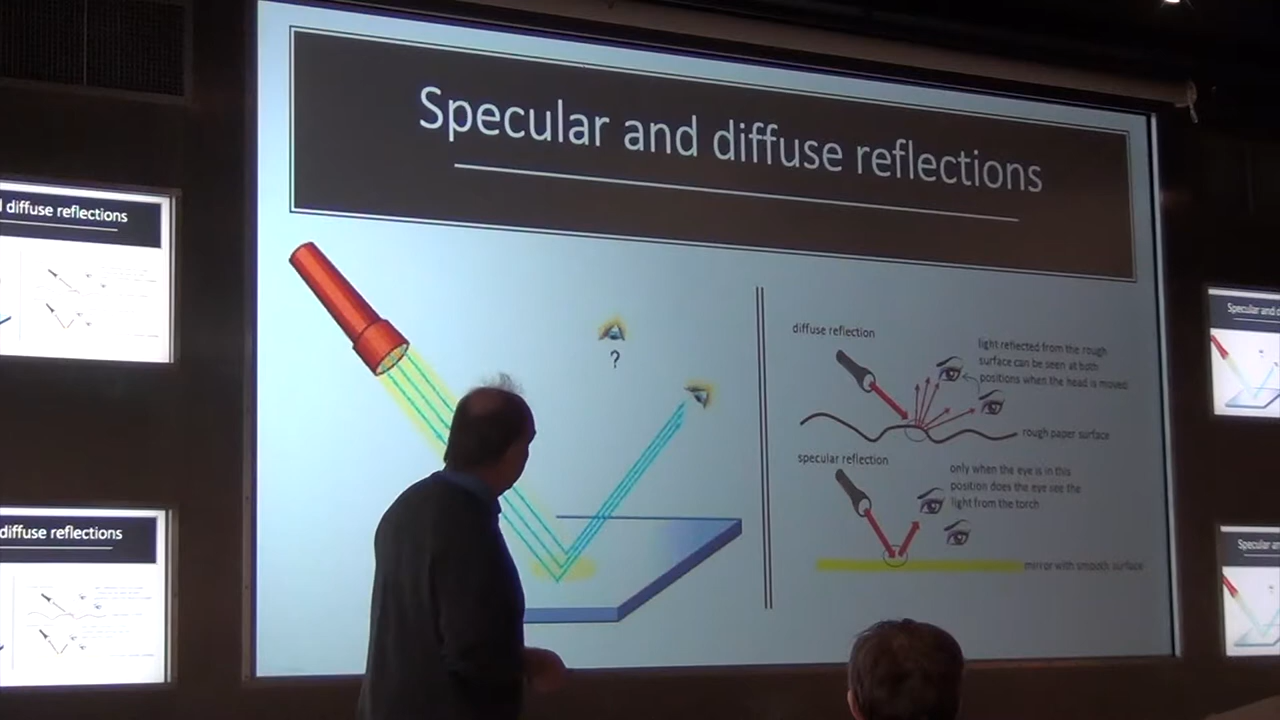 Specular and diffuse reflections
?
diffuse reflection
light reflected from the rough
surface can be seen at both
positions when the head is moved
rough paper surface
specular reflection
only when the eye is in this
position does the eye see the
light from the torch
mirror with smooth surface
diffuse reflections
diffuse reflections
Specular and
Specular an